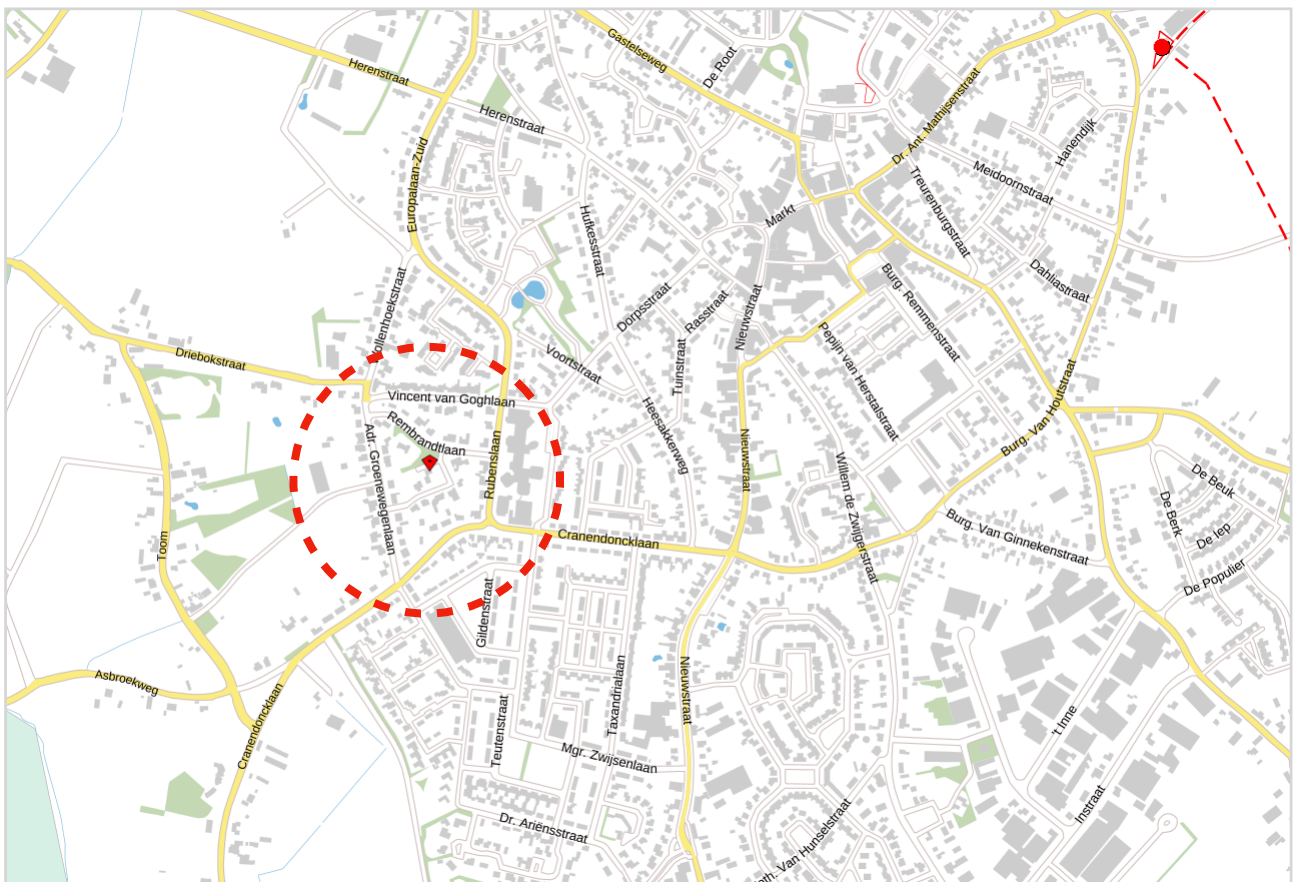 Gastelseweg
De Root
Herenstraat
Herenstraat
Dr. Ant. Mathijsenstraat
Hanendijk
Europalaan-Zuid
Meidoornstraat
Treurenburgstraat
Markt
Hufkesstraat
Dahliastraat
Burg. Remmenstraat
Dorpsstraat
Rasstraat
Nieuwstraat
Pepijn van Herstalstraat
Driebokstraat
Voortstraat
Tuinstraat
Vincent van Goghlaan
Rembrandtlaan
Heesakkerweg
Burg. Van Houtstraat
Adr. Groenewegenlaan
Rubenslaan
Nieuwstraat
Willem de Zwijgerstraat
De Beuk
De Berk
De Iep
De Populier
Toom
Cranendoncklaan
Burg. Van Ginnekenstraat
Gildenstraat
Asbroekweg
Cranendoncklaan
Teutenstraat
Taxandrialaan
Nieuwstraat
't Inne
Mgr. Zwijsenlaan
Instraat
Dr. Ariënsstraat
Van Hunselstraat